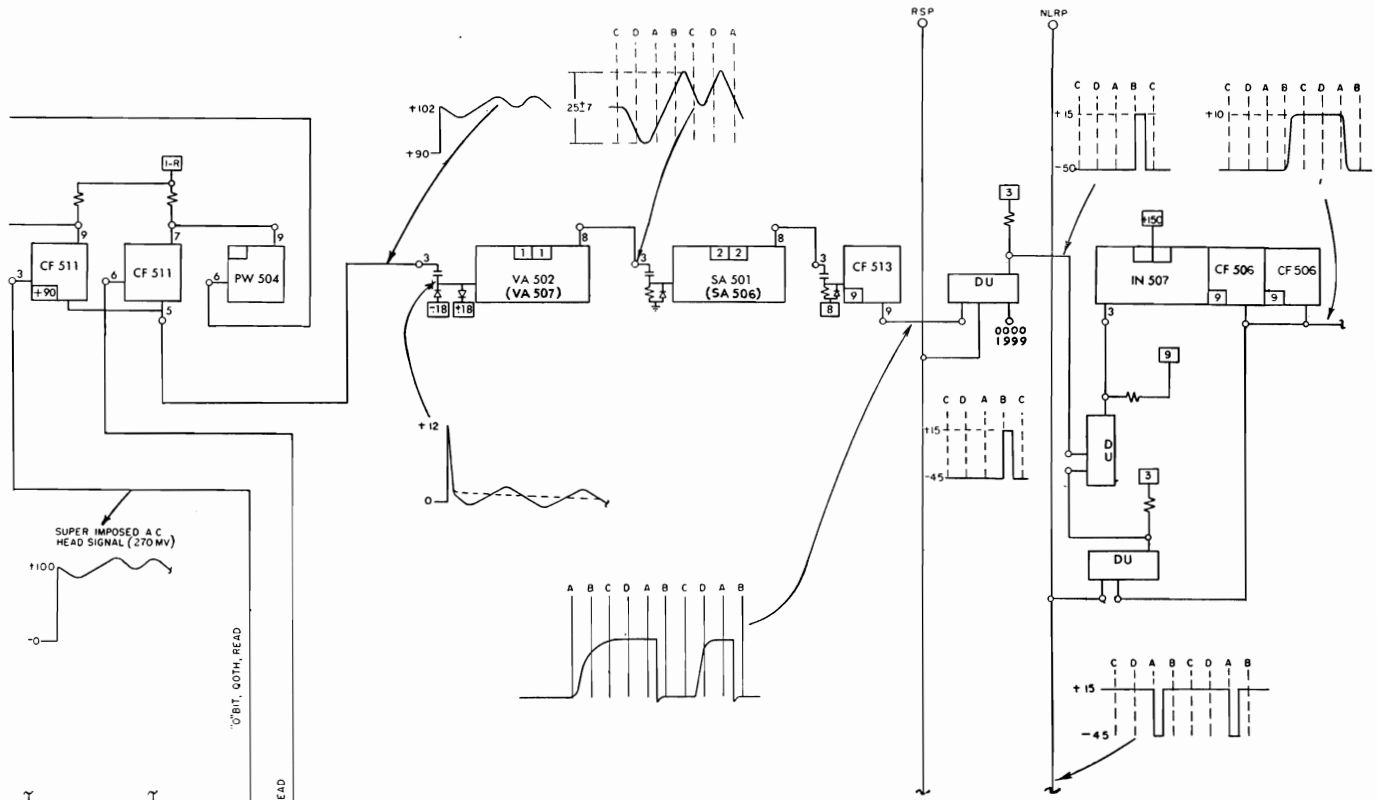 RSP
NLRP
C D A B C D A
+102
+90
25±7
C D A B C
+15
-50
C D A B C D A B
+10
1-R
9
7
9
3
CF 511
+90
6
CF 511
5
6
PW 504
3
-18
+18
1 1
8
VA 502
(VA 507)
3
2 2
8
SA 501
(SA 506)
3
8
CF 513
9
9
3
DU
0000
1999
+150
IN 507
CF 506
9
CF 506
9
3
9
DU
3
DU
C D A B C
+15
-45
+12
0
SUPER IMPOSED A C
HEAD SIGNAL (270 MV)
+100
-0
"0" BIT, QOTH, READ
EAD
A B C D A B C D A B
C D A B C D A B
+15
-45